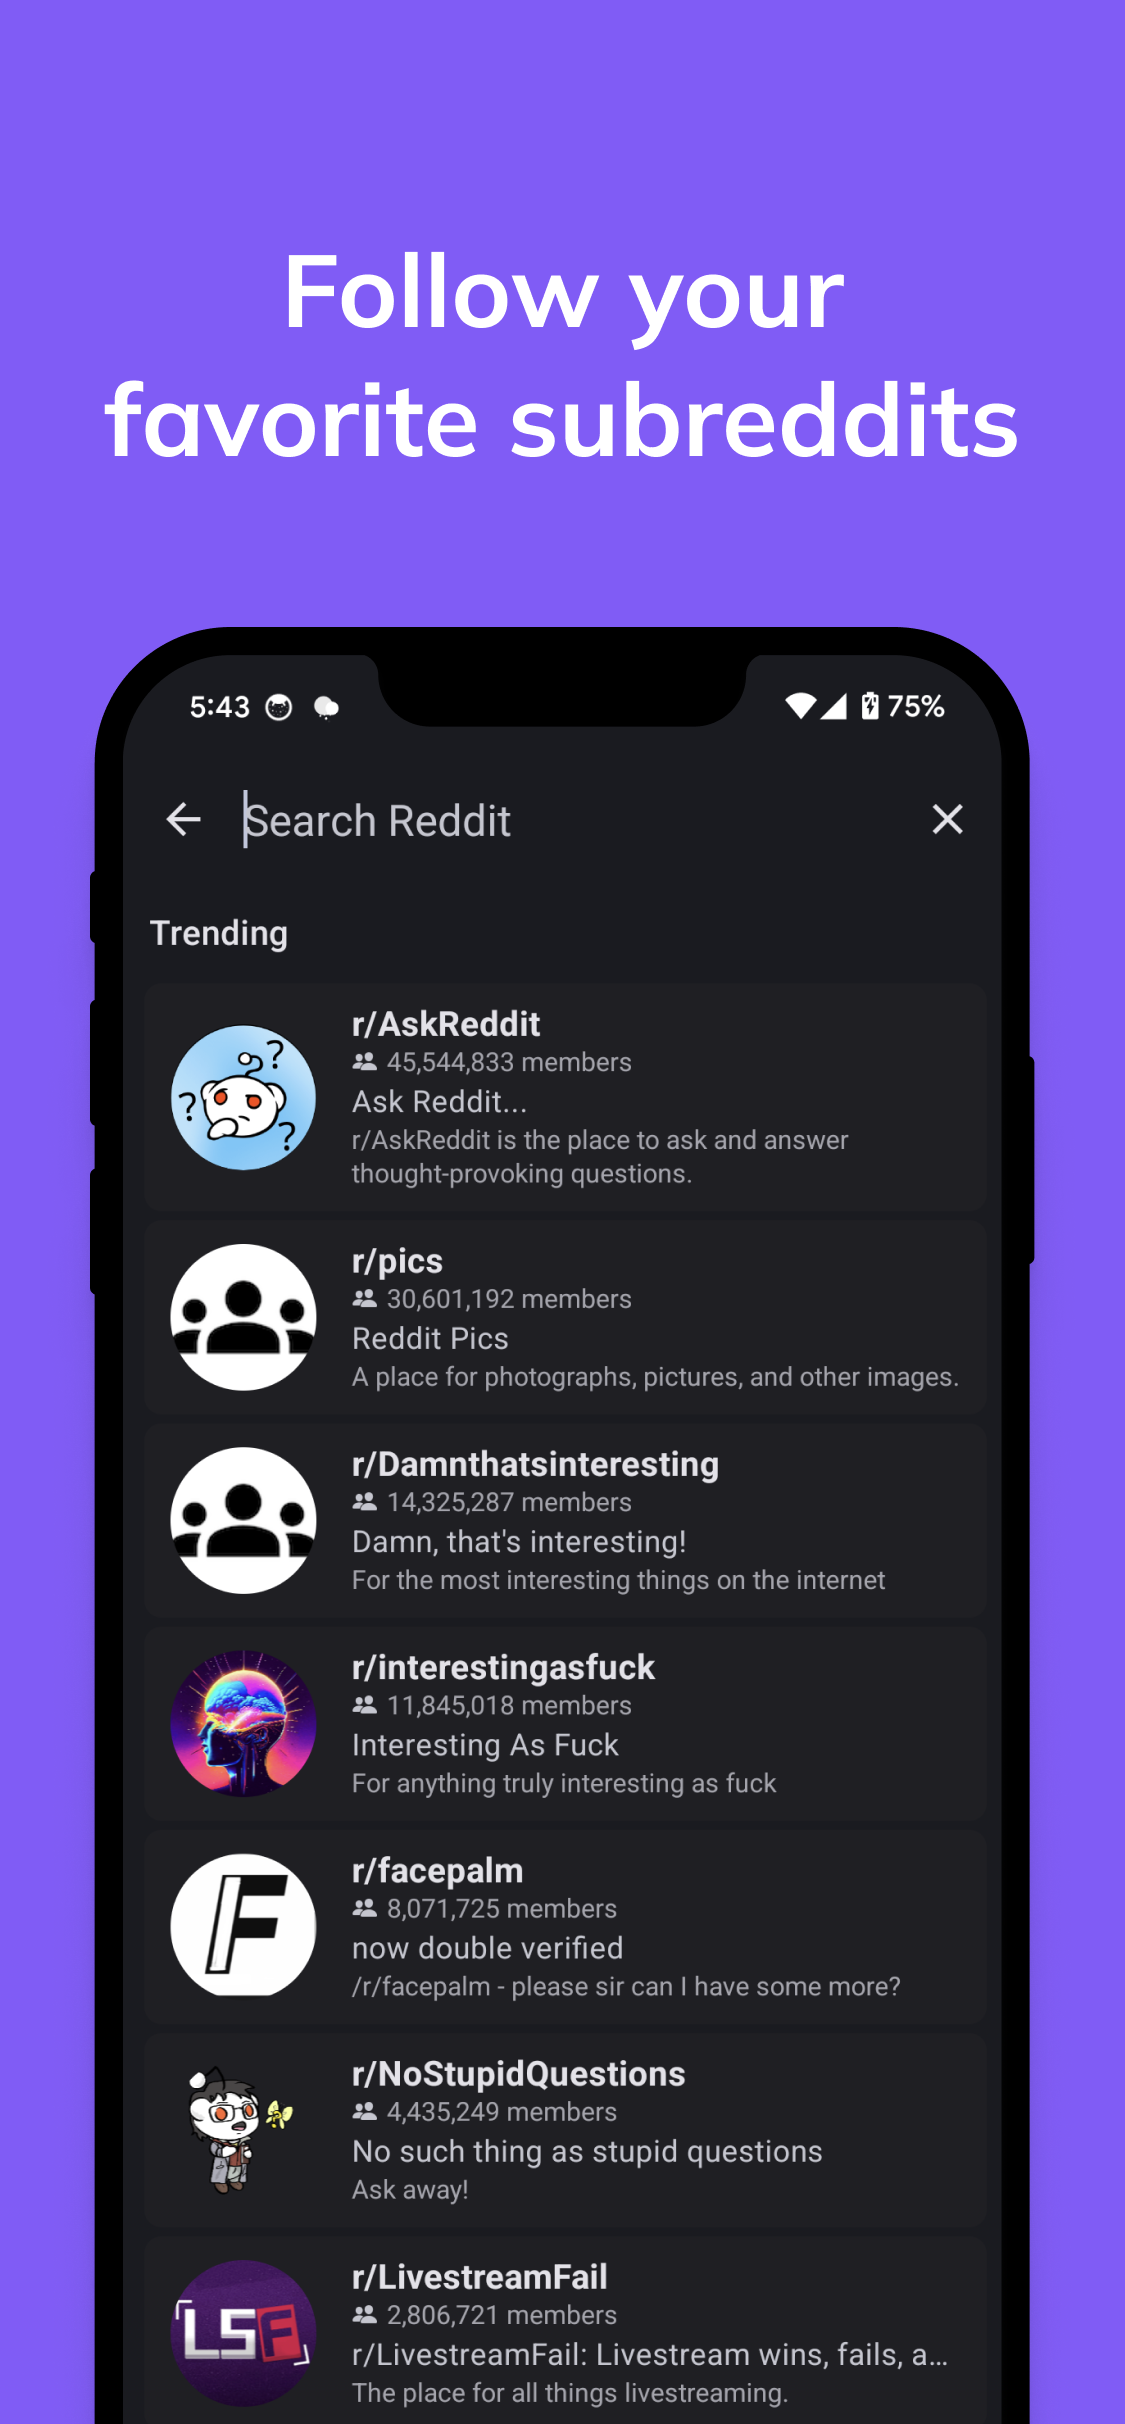 Follow your
favorite subreddits
5:43
75%
Search Reddit
Trending
r/AskReddit
45,544,833 members
Ask Reddit...
r/AskReddit is the place to ask and answer
thought-provoking questions.
r/pics
30,601,192 members
Reddit Pics
A place for photographs, pictures, and other images.
r/Damnthatsinteresting
14,325,287 members
Damn, that's interesting!
For the most interesting things on the internet
r/interestingasfuck
11,845,018 members
Interesting As Fuck
For anything truly interesting as fuck
F
r/facepalm
8,071,725 members
now double verified
/r/facepalm - please sir can I have some more?
r/NoStupidQuestions
4,435,249 members
No such thing as stupid questions
Ask away!
LSF
r/LivestreamFail
2,806,721 members
r/LivestreamFail: Livestream wins, fails, a...
The place for all things livestreaming.